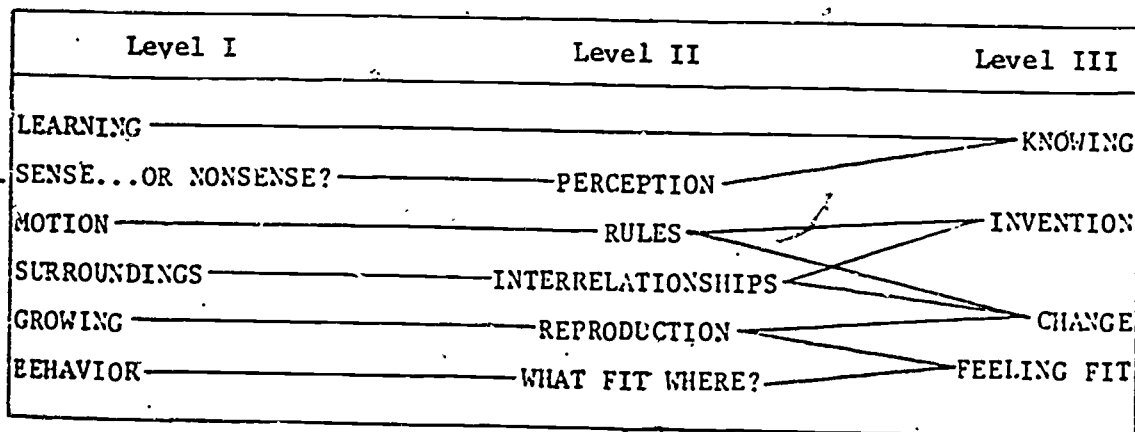 Level I Level II Level III
LEARNING KNOWING
SENSE...OR NONSENSE? PERCEPTION
MOTION RULES INVENTION
SURROUNDINGS INTERRELATIONSHIPS
GROWING REPRODUCTION CHANGE
BEHAVIOR WHAT FIT WHERE? FEELING FIT